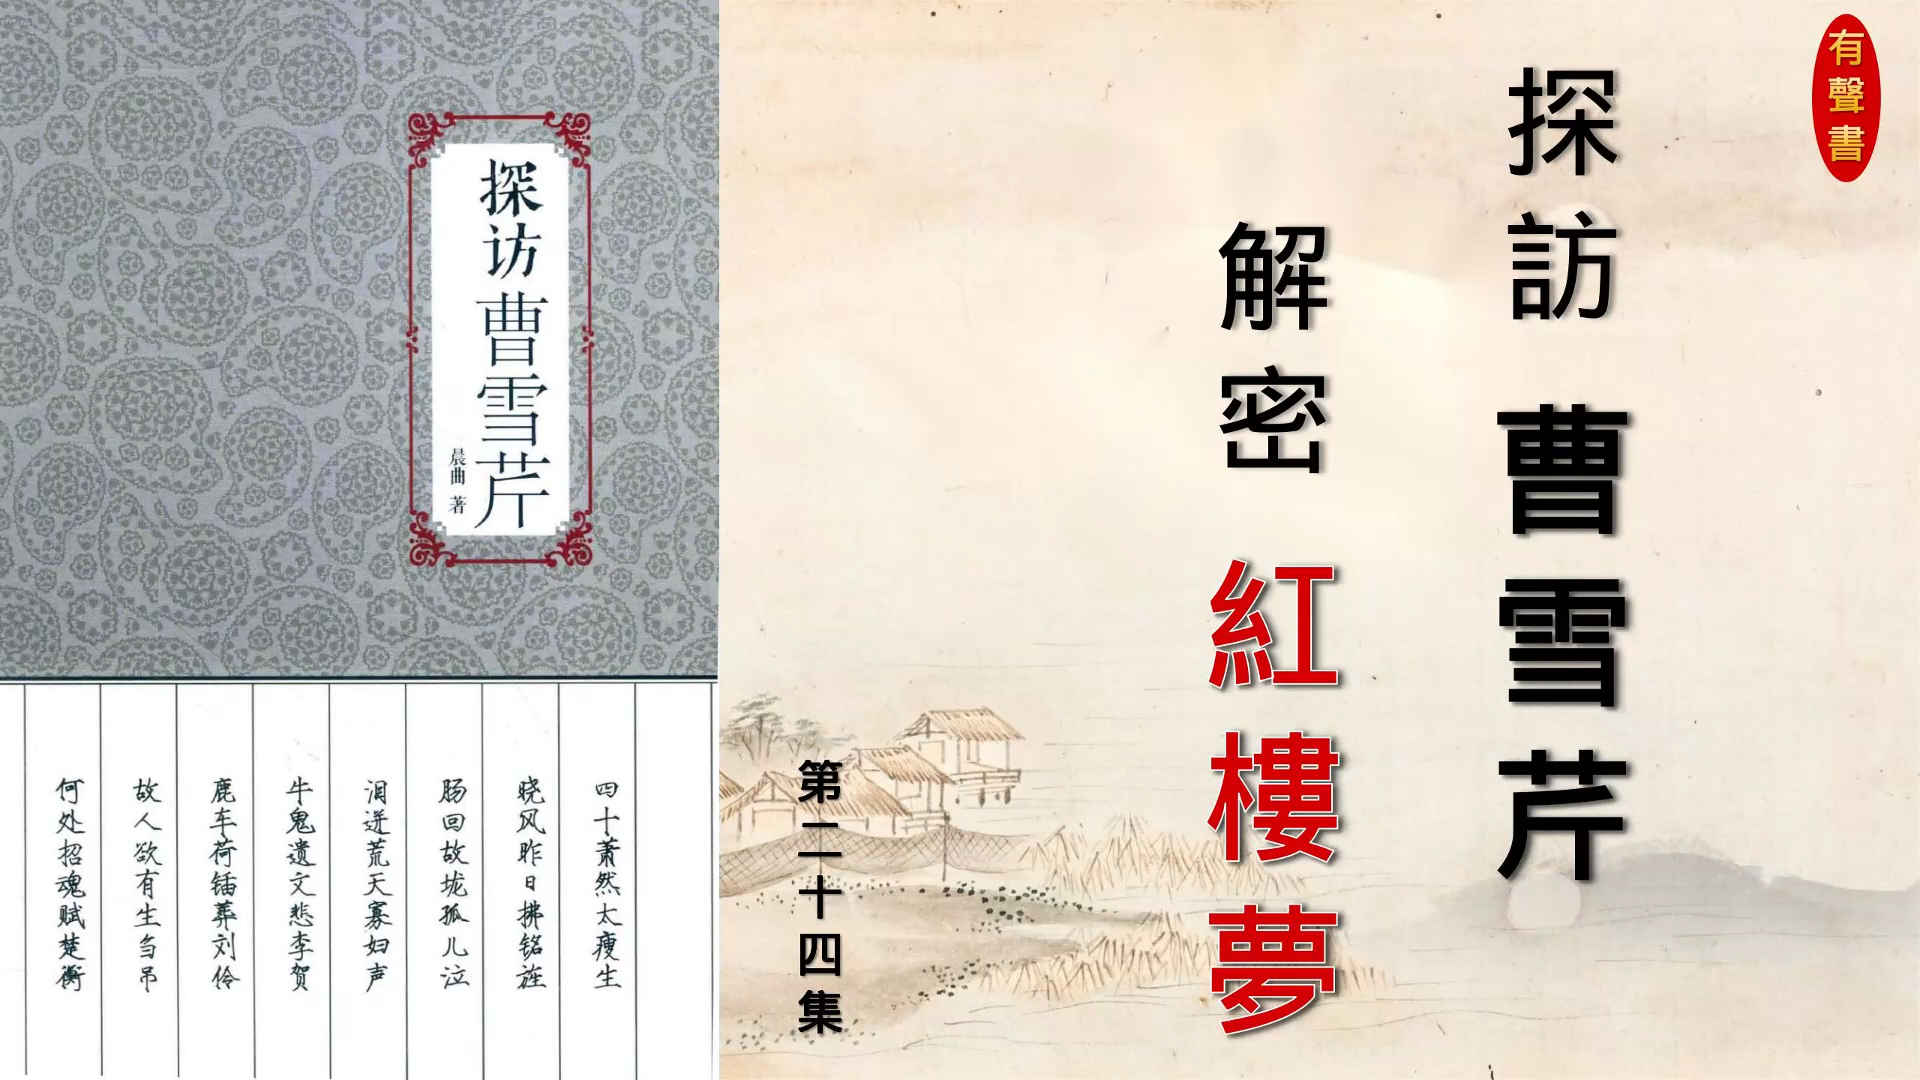 探访
曹雪芹
晨曲 著
四十萧然太瘦生
晓风昨日拂铭旌
肠回故垅孤儿泣
泪迸荒天寡妇声
牛鬼遗文悲李贺
鹿车荷锸葬刘伶
故人欲有生刍吊
何处招魂赋楚蘅
有聲書
探訪 曹雪芹
解密 紅樓夢
第二十四集